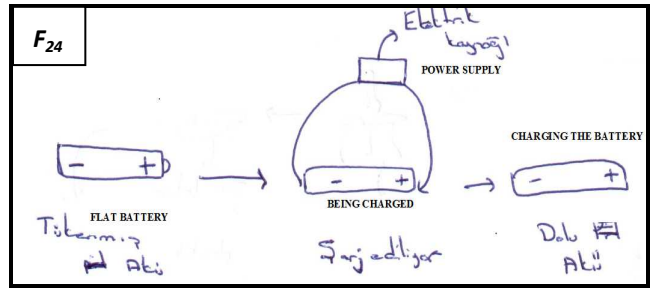 F24
Elektrik
kaynağı
POWER SUPPLY
CHARGING THE BATTERY
- +
- +
- +
BEING CHARGED
FLAT BATTERY
Tükenmiş
Akü
Şarj ediliyor
Dolu
Akü